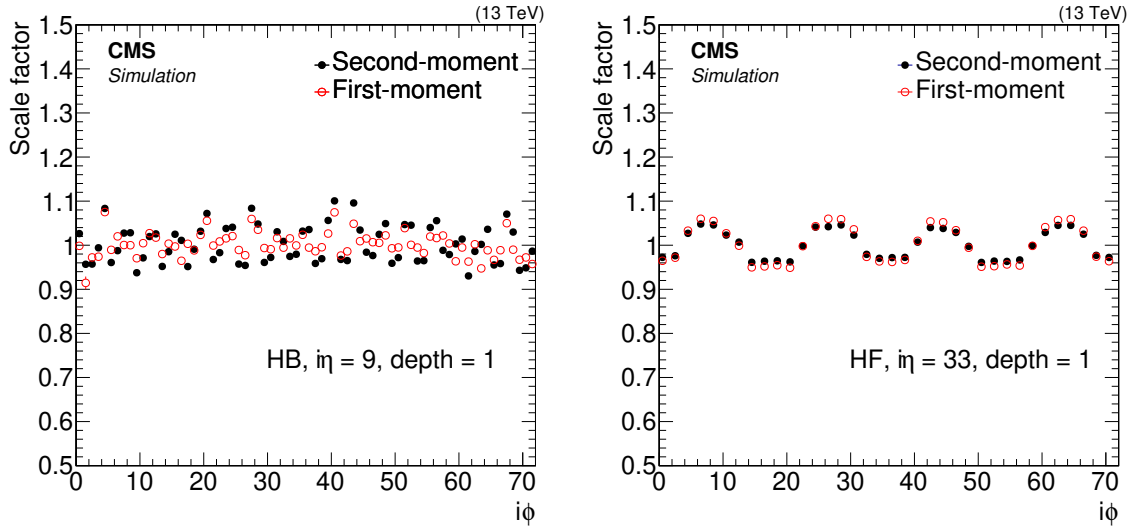 (13 TeV)
Scale factor
1.5
1.4
1.3
1.2
1.1
1
0.9
0.8
0.7
0.6
0.5
CMS
Simulation
Second-moment
First-moment
HB, iη = 9, depth = 1
0 10 20 30 40 50 60 70
iϕ
(13 TeV)
Scale factor
1.5
1.4
1.3
1.2
1.1
1
0.9
0.8
0.7
0.6
0.5
CMS
Simulation
Second-moment
First-moment
HF, iη = 33, depth = 1
0 10 20 30 40 50 60 70
iϕ